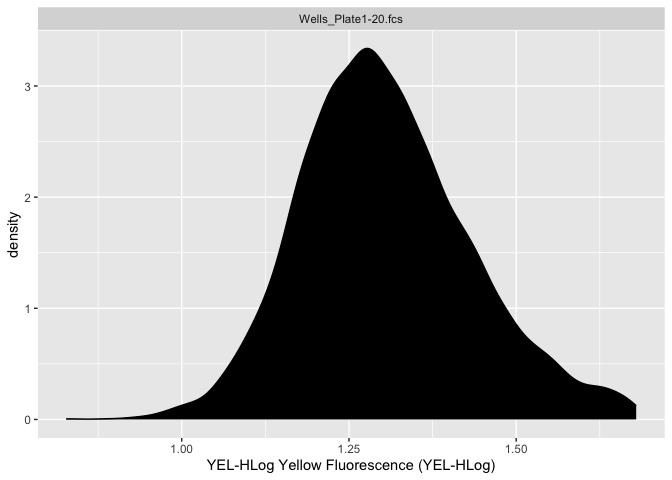 Wells_Plate1-20.fcs
3
2
1
0
density
1.00 1.25 1.50
YEL-HLog Yellow Fluorescence (YEL-HLog)